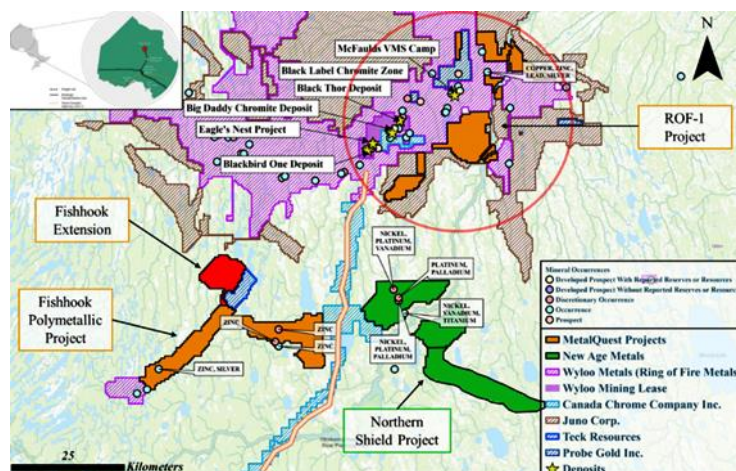 N
McFaulds VMS Camp
Black Label Chromite Zone
COPPER, ZINC,
LEAD, SILVER
Black Thor Deposit
Big Daddy Chromite Deposit
Eagle's Nest Project
ROF-1
Project
Blackbird One Deposit
Fishhook
Extension
NICKEL,
PLATINUM,
VANADIUM
PLATINUM
PALLADIUM
Fishhook
Polymetallic
Project
ZINC
ZINC
ZINC
NICKEL,
VANADIUM,
TITANIUM
NICKEL,
PLATINUM,
PALLADIUM
ZINC, SILVER
Northern
Shield Project
25
Kilometers
Mineral Occurrences
Developed Prospect With Reported Reserves or Resources
Developed Prospect Without Reported Reserves or Resource
Discretionary Occurrence
Occurrence
Prospect
MetalQuest Projects
New Age Metals
Wyloo Metals (Ring of Fire Metals
Wyloo Mining Lease
Canada Chrome Company Inc.
Juno Corp.
Teck Resources
Probe Gold Inc.
Deposits